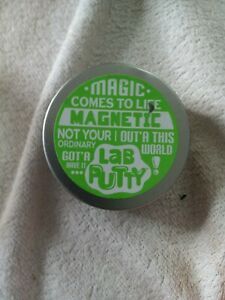 • MAGIC •
COMES TO LIFE
MAGNETIC
NOT YOUR
ORDINARY
OUT'A THIS
WORLD
GOT'A
HAVE IT
...
LAB
PUTTY
!